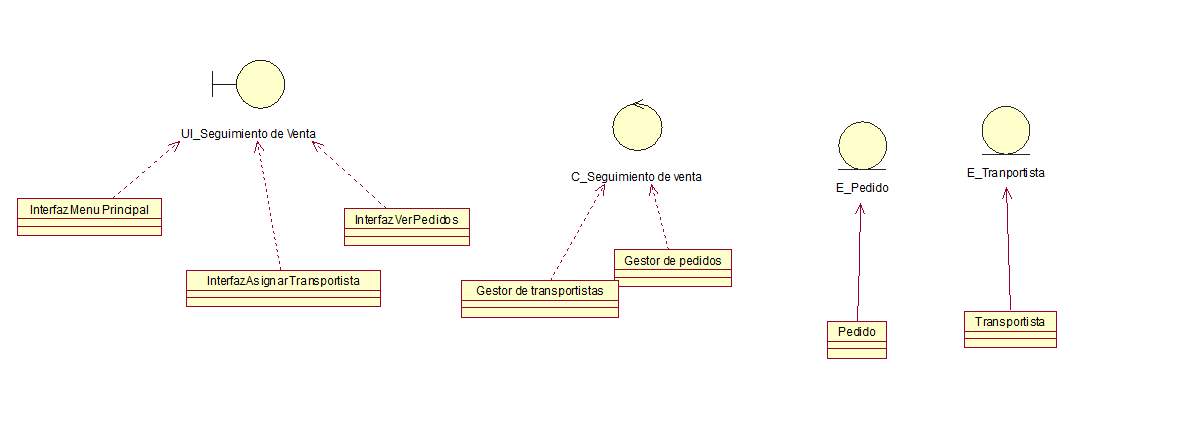 UI_Seguimiento de Venta
C_Seguimiento de venta
E_Pedido
E_Tranportista
InterfazMenu Principal
InterfazVerPedidos
InterfazAsignarTransportista
Gestor de pedidos
Gestor de transportistas
Pedido
Transportista